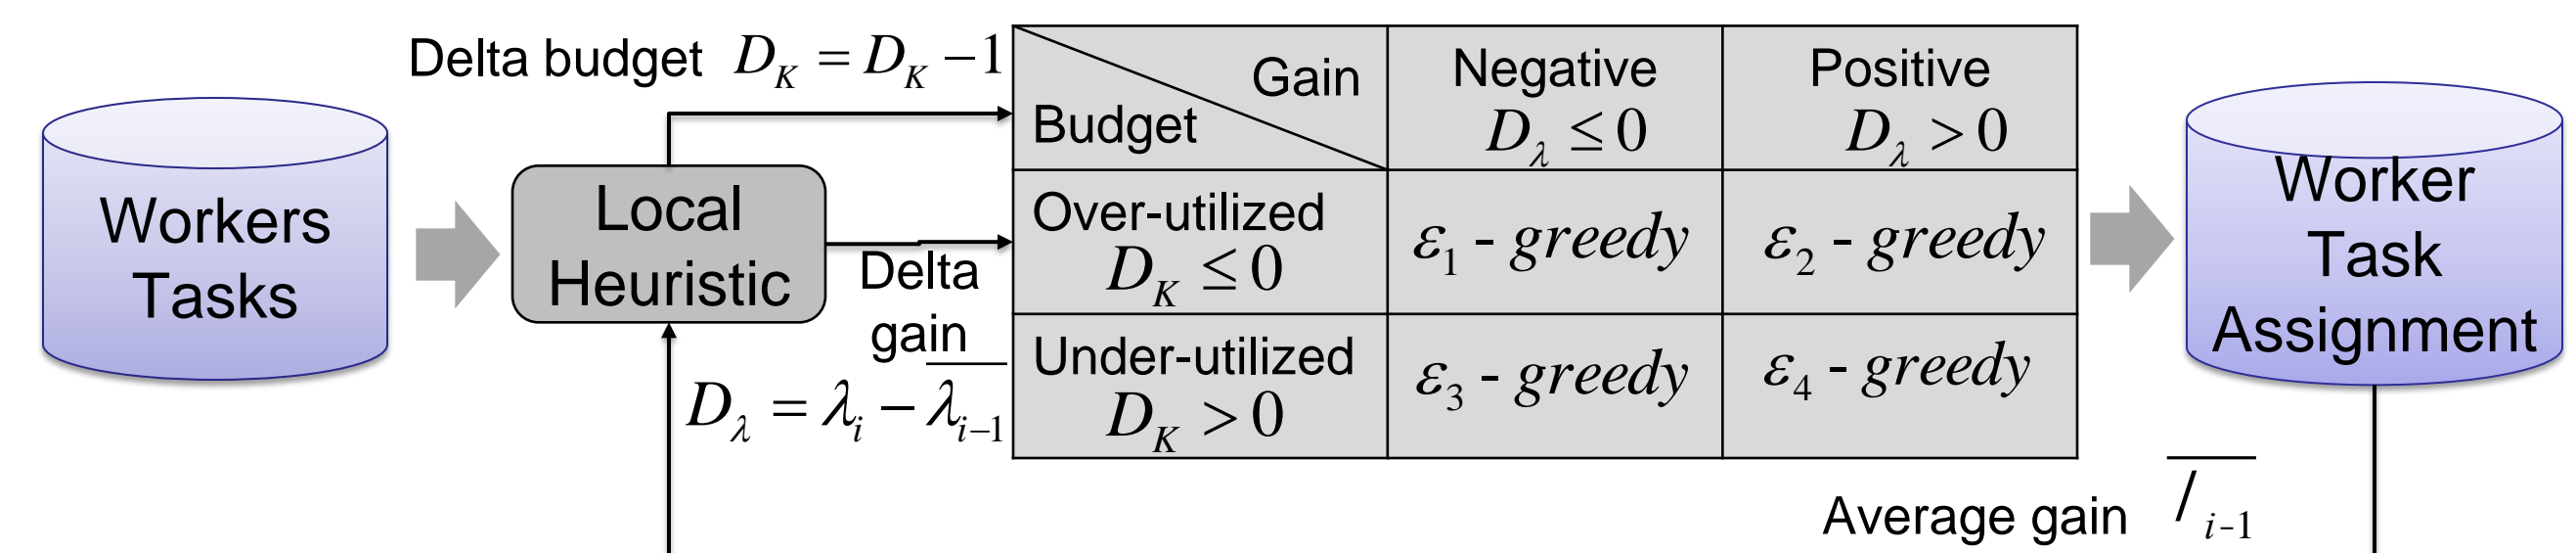 Delta budget D_K = D_K − 1
Workers
Tasks
Local
Heuristic
Delta
gain
D_λ = λ_i − \overline{λ_{i−1}}
Gain
Budget
Negative
D_λ ≤ 0
Positive
D_λ > 0
Over-utilized
D_K ≤ 0
ε_1 - greedy
ε_2 - greedy
Under-utilized
D_K > 0
ε_3 - greedy
ε_4 - greedy
Worker
Task
Assignment
Average gain \overline{/_{i-1}}